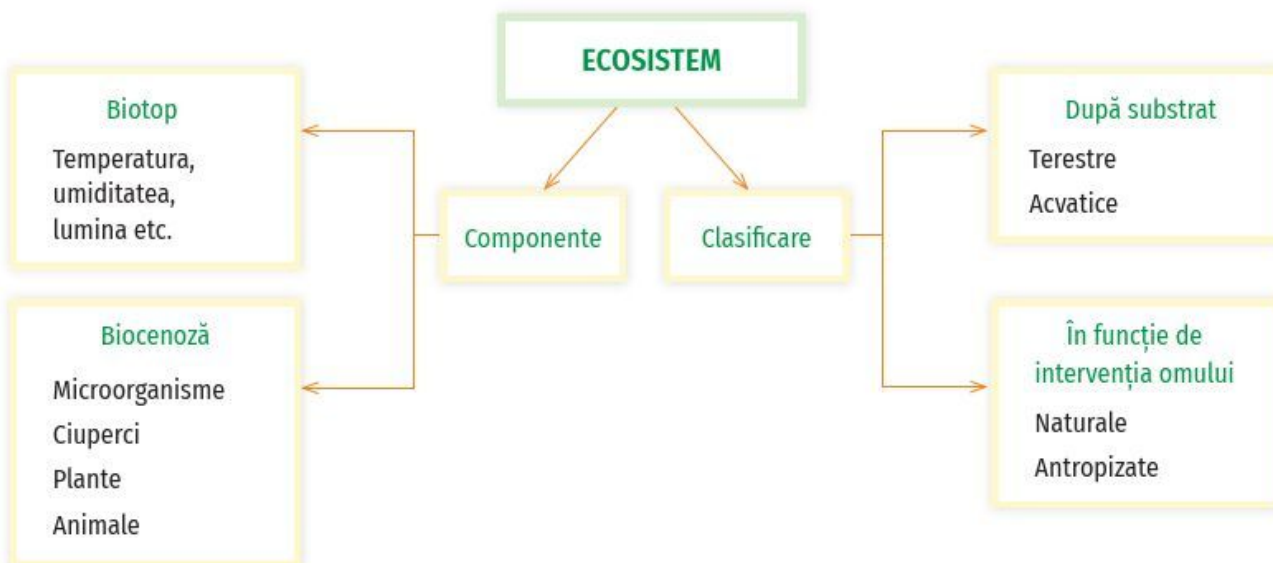 ECOSISTEM
Biotop
Temperatura,
umiditatea,
lumina etc.
Biocenoză
Microorganisme
Ciuperci
Plante
Animale
Componente
Clasificare
După substrat
Terestre
Acvatice
În funcție de
intervenția omului
Naturale
Antropizate